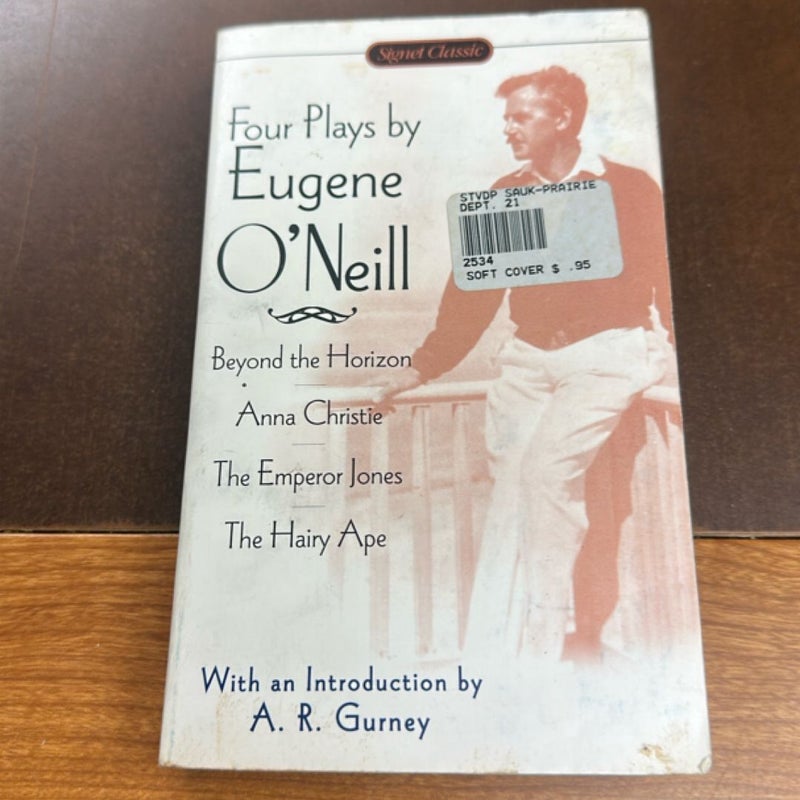 Signet Classic
Four Plays by
Eugene
O'Neill
STVDP SAUK-PRAIRIE
DEPT. 21
2534
SOFT COVER $ .95
Beyond the Horizon
Anna Christie
The Emperor Jones
The Hairy Ape
With an Introduction by
A. R. Gurney